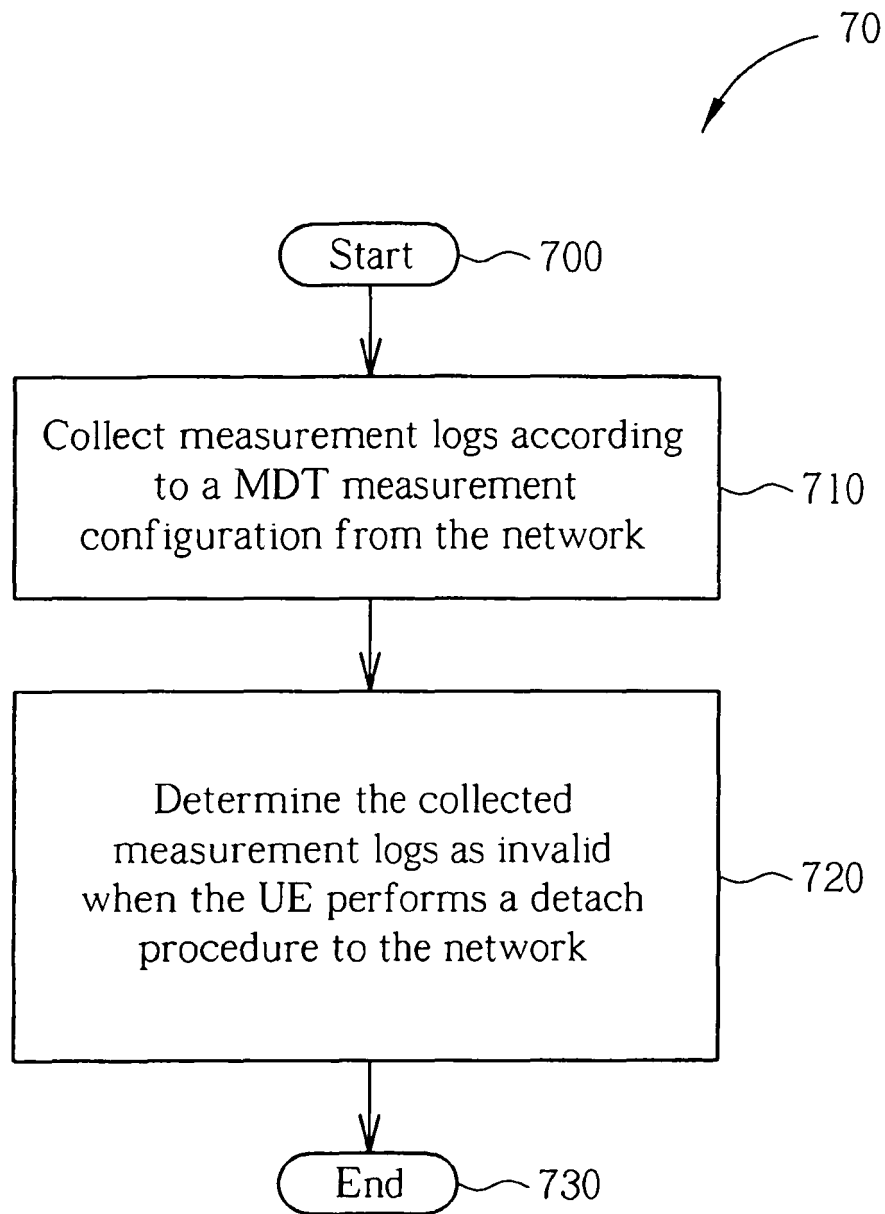 70
Start
700
Collect measurement logs according
to a MDT measurement
configuration from the network
710
Determine the collected
measurement logs as invalid
when the UE performs a detach
procedure to the network
720
End
730